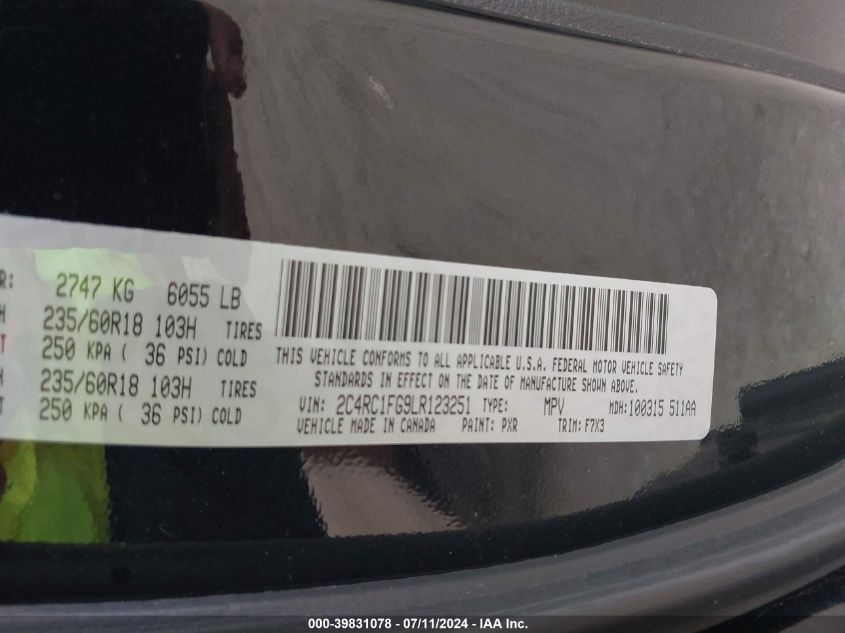 R: 2747 KG 6055 LB
H 235/60R18 103H TIRES
T 250 KPA ( 36 PSI) COLD
H 235/60R18 103H TIRES
T 250 KPA ( 36 PSI) COLD
THIS VEHICLE CONFORMS TO ALL APPLICABLE U.S.A. FEDERAL MOTOR VEHICLE SAFETY
STANDARDS IN EFFECT ON THE DATE OF MANUFACTURE SHOWN ABOVE.
VIN: 2C4RC1FG9LR123251 TYPE: MPV MDH:100315 511AA
VEHICLE MADE IN CANADA PAINT: PXR TRIM: F7X3
000-39831078 - 07/11/2024 - IAA Inc.